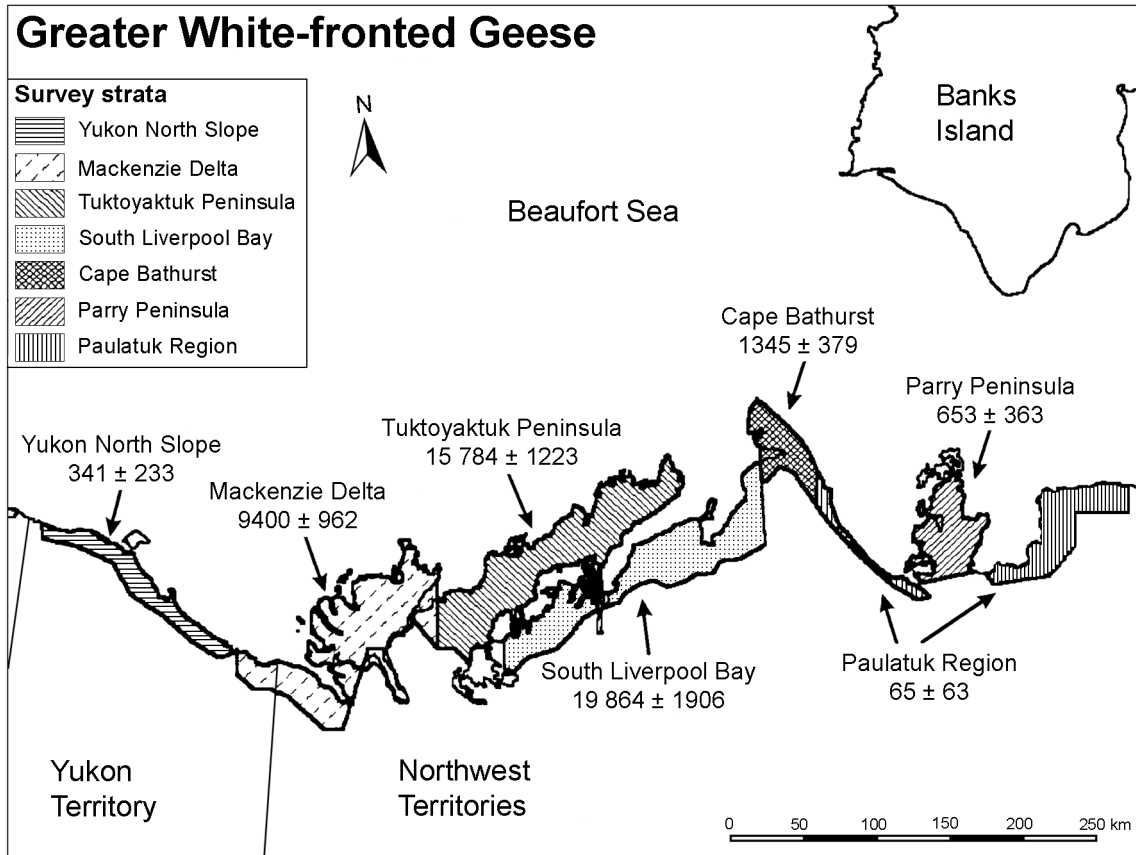 Greater White-fronted Geese
Survey strata
Yukon North Slope
Mackenzie Delta
Tuktoyaktuk Peninsula
South Liverpool Bay
Cape Bathurst
Parry Peninsula
Paulatuk Region
N
Banks
Island
Beaufort Sea
Cape Bathurst
1345 ± 379
Parry Peninsula
653 ± 363
Tuktoyaktuk Peninsula
15 784 ± 1223
Yukon North Slope
341 ± 233
Mackenzie Delta
9400 ± 962
South Liverpool Bay
19 864 ± 1906
Paulatuk Region
65 ± 63
Yukon
Territory
Northwest
Territories
0 50 100 150 200 250 km